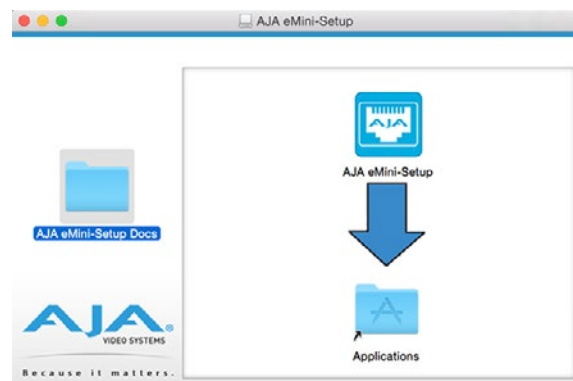 AJA eMini-Setup
AJA
AJA eMini-Setup
AJA eMini-Setup Docs
AJA
VIDEO SYSTEMS
Because it matters.
Applications